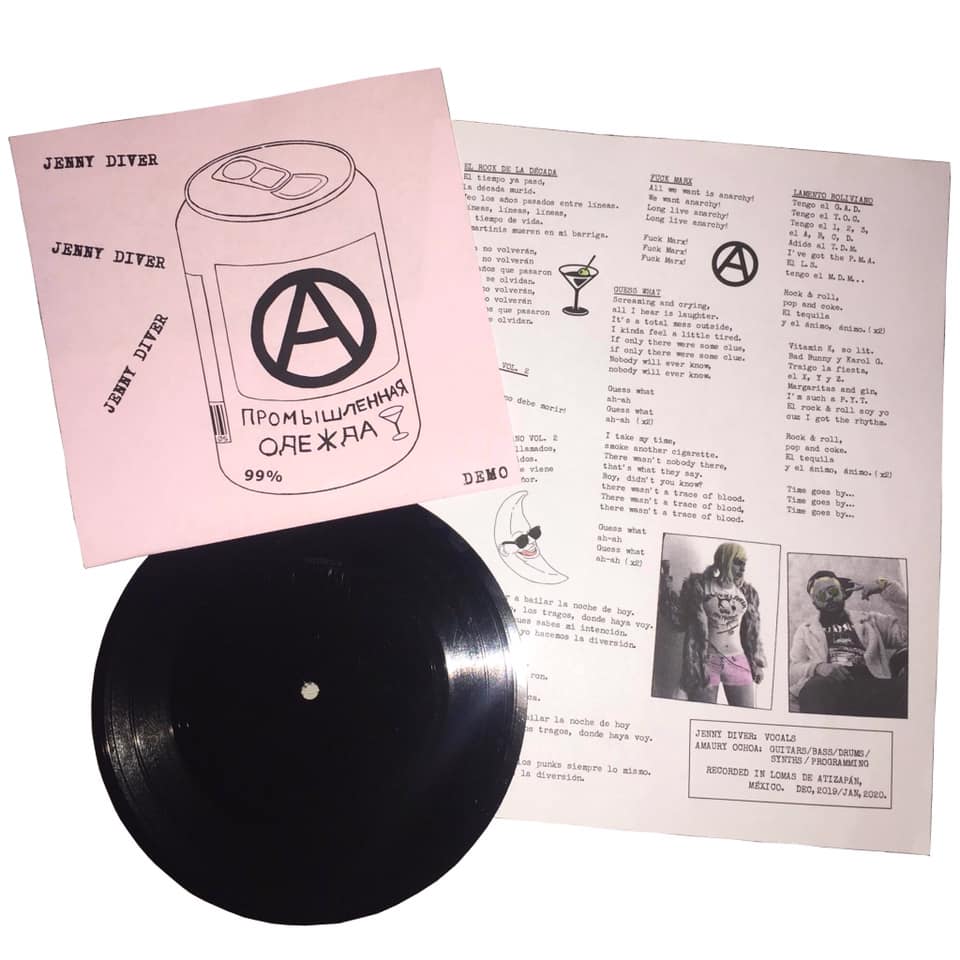 JENNY DIVER
JENNY DIVER
JENNY DIVER
A
ПРОМЫШЛЕННАЯ
ОДЕЖДА
99%
DEMO
EL ROCK DE LA DÉCADA
El tiempo ya pasó,
la década murió.
los años pasados entre líneas.
líneas, líneas,
tiempo de vida.
martinis mueren en mi barriga.
no volverán
no volverán
años que pasaron
se olvidan.
no volverán,
no volverán
que pasaron
olvidan.
VOL. 2
no debe morir!
VOL. 2
llamados,
viene
FUCK MARX
All we want is anarchy!
We want anarchy!
Long live anarchy!
Long live anarchy!
Fuck Marx!
Fuck Marx!
Fuck Marx!
A
GUESS WHAT
Screaming and crying,
all I hear is laughter.
It's a total mess outside,
I kinda feel a little tired.
If only there were some clue,
if only there were some clue.
Nobody will ever know,
nobody will ever know.
Guess what
ah-ah
Guess what
ah-ah (x2)
I take my time,
smoke another cigarette.
There wasn't nobody there,
that's what they say.
Boy, didn't you know?
there wasn't a trace of blood.
There wasn't a trace of blood,
there wasn't a trace of blood.
Guess what
ah-ah
Guess what
ah-ah (x2)
a bailar la noche de hoy.
los tragos, donde haya voy.
sabes mi intención.
yo hacemos la diversión.
bailar la noche de hoy
los tragos, donde haya voy.
los punks siempre lo mismo.
la diversión.
LAMENTO BOLIVIANO
Tengo el G.A.D.
Tengo el T.O.C.
Tengo el 1, 2, 3,
el A, B, C, D.
Adiós al T.D.M.
I've got the P.M.A.
El L.S.
tengo el M.D.M...
Rock & roll,
pop and coke.
El tequila
y el ánimo, ánimo.(x2)
Vitamin K, so lit.
Bad Bunny y Karol G.
Traigo la fiesta,
el X, Y y Z.
Margaritas and gin,
I'm such a P.Y.T.
El rock & roll soy yo
cuz I got the rhythm.
Rock & roll,
pop and coke.
El tequila
y el ánimo, ánimo.(x2)
Time goes by...
Time goes by...
Time goes by...
JENNY DIVER: VOCALS
AMAURY OCHOA: GUITARS/BASS/DRUMS/
SYNTHS/PROGRAMMING
RECORDED IN LOMAS DE ATIZAPÁN,
MÉXICO. DEC,2019/JAN,2020.